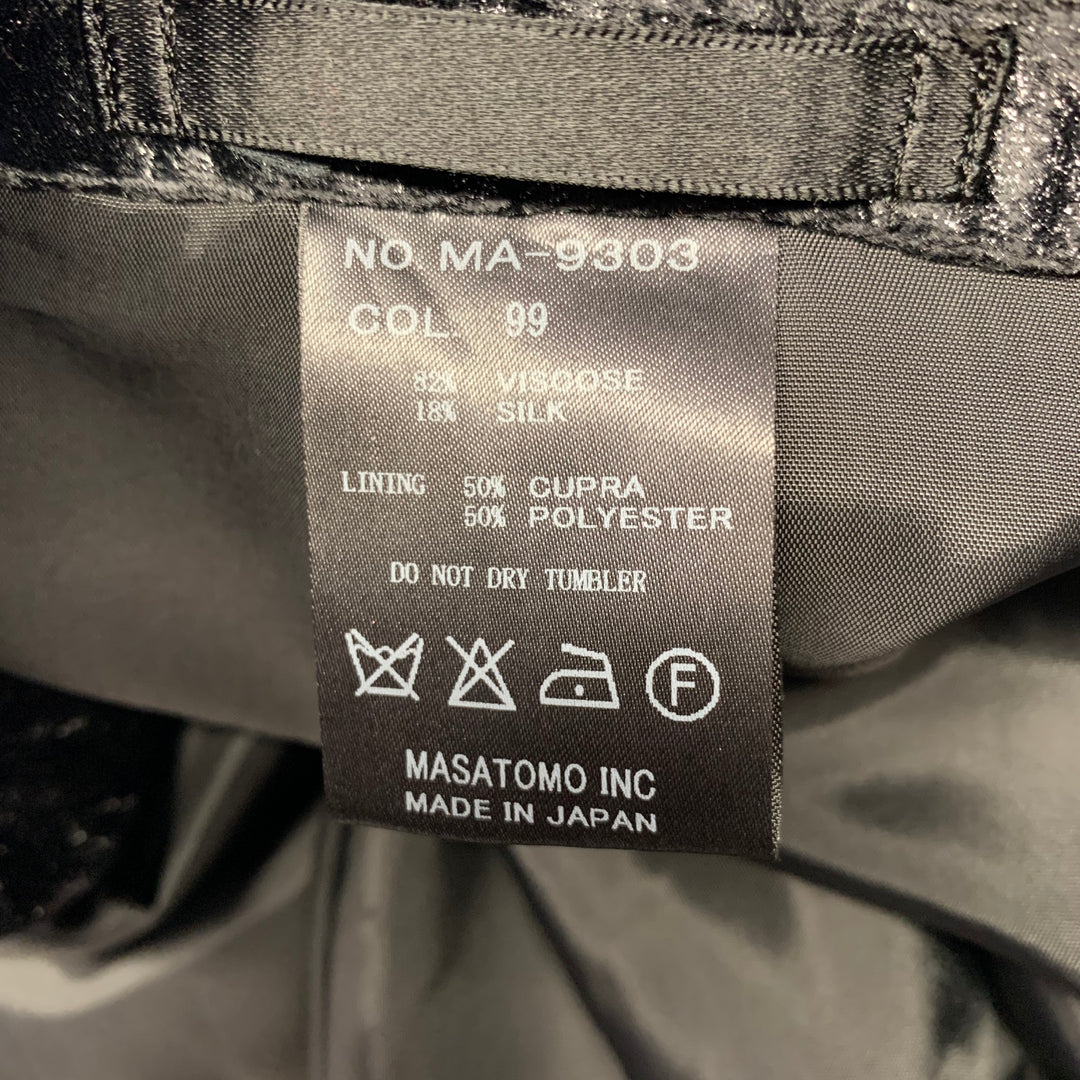 NO MA-9303
COL 99
82% VISCOSE
18% SILK
LINING 50% CUPRA
50% POLYESTER
DO NOT DRY TUMBLER
F
MASATOMO INC
MADE IN JAPAN